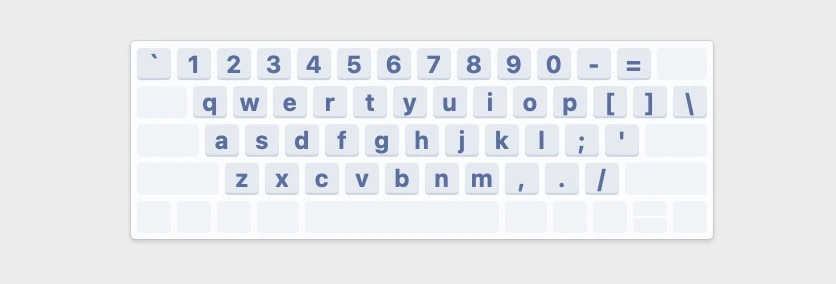 ` 1 2 3 4 5 6 7 8 9 0 - =
q w e r t y u i o p [ ] \
a s d f g h j k l ; '
z x c v b n m , . /